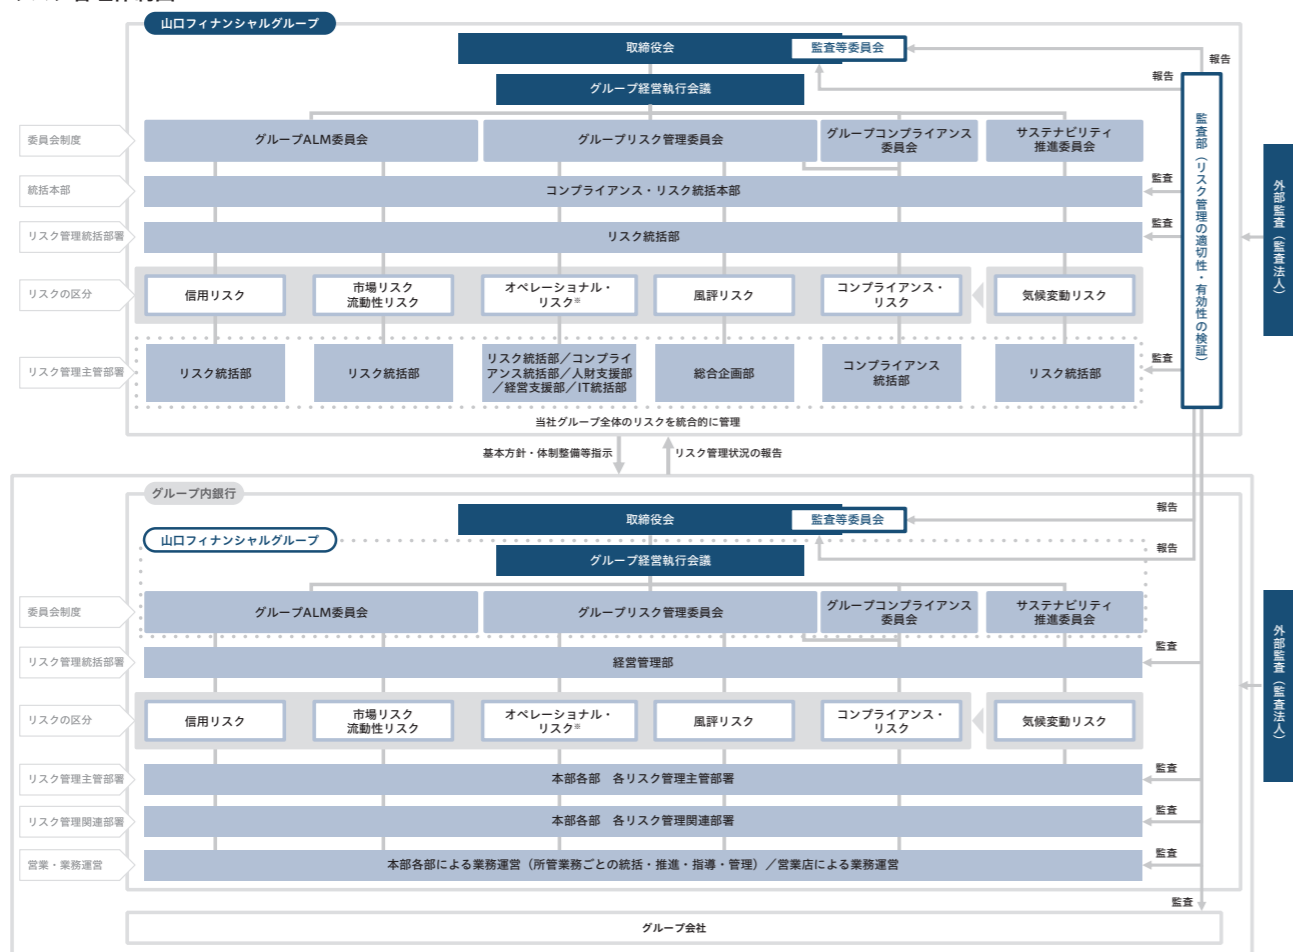 山口フィナンシャルグループ
取締役会
監査等委員会
報告
報告
グループ経営執行会議
委員会制度
グループALM委員会
グループリスク管理委員会
グループコンプライアンス
委員会
サステナビリティ
推進委員会
監査部（リスク管理の適切性・有効性の検証）
外部監査（監査法人）
統括本部
コンプライアンス・リスク統括本部
監査
リスク管理統括部署
リスク統括部
監査
リスクの区分
信用リスク
市場リスク
流動性リスク
オペレーショナル・
リスク※
風評リスク
コンプライアンス・
リスク
気候変動リスク
リスク管理主管部署
リスク統括部
リスク統括部
リスク統括部／コンプライ
アンス統括部／人財支援部
／経営支援部／IT統括部
総合企画部
コンプライアンス
統括部
リスク統括部
監査
当社グループ全体のリスクを統合的に管理
基本方針・体制整備等指示
リスク管理状況の報告
グループ内銀行
取締役会
監査等委員会
報告
山口フィナンシャルグループ
報告
グループ経営執行会議
委員会制度
グループALM委員会
グループリスク管理委員会
グループコンプライアンス
委員会
サステナビリティ
推進委員会
外部監査（監査法人）
リスク管理統括部署
経営管理部
監査
リスクの区分
信用リスク
市場リスク
流動性リスク
オペレーショナル・
リスク※
風評リスク
コンプライアンス・
リスク
気候変動リスク
リスク管理主管部署
本部各部　各リスク管理主管部署
監査
リスク管理関連部署
本部各部　各リスク管理関連部署
監査
営業・業務運営
本部各部による業務運営（所管業務ごとの統括・推進・指導・管理）／営業店による業務運営
監査
監査
グループ会社